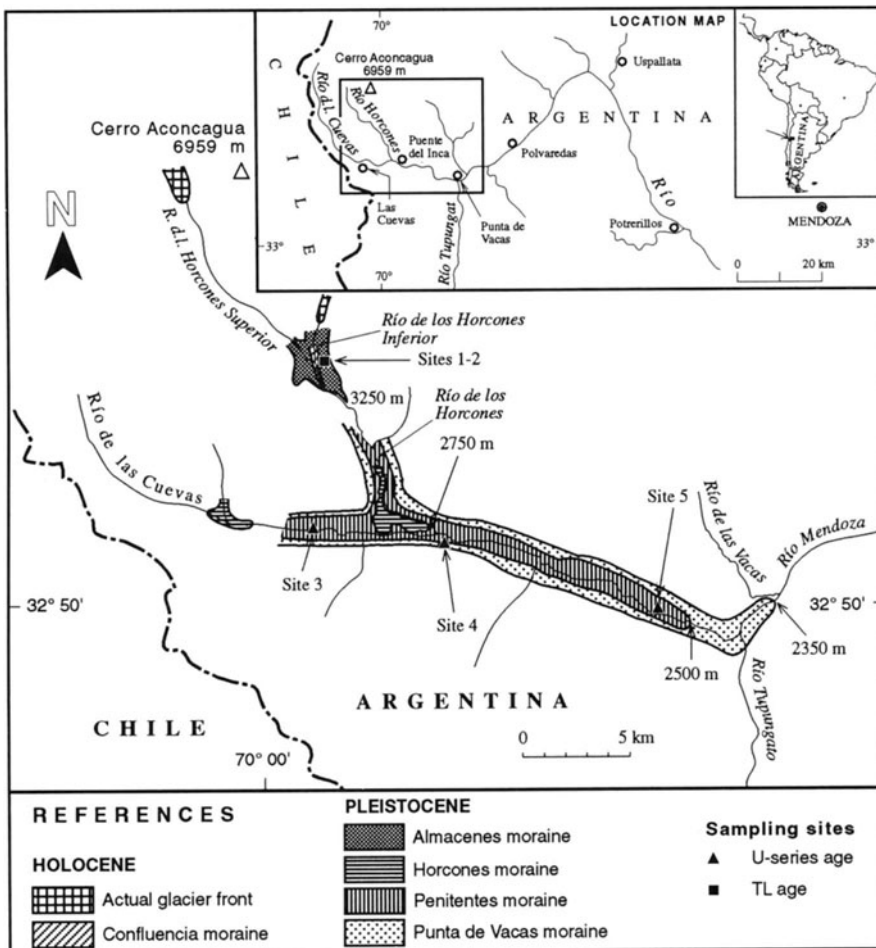 70°
LOCATION MAP
Cerro Aconcagua
6959 m
C H I L E
Río d.l. Cuevas
Río Horcones
Uspallata
A R G E N T I N A
Puente
del Inca
Polvaredas
Las
Cuevas
Punta de
Vacas
Río Tupungat
Río
Potrerillos
33°
70°
0 20 km
ARGENTINA
MENDOZA
33°
Cerro Aconcagua
6959 m
N
R. d.l. Horcones Superior
Río de los Horcones
Inferior
Sites 1-2
3250 m
Río de los
Horcones
2750 m
Río de las Cuevas
Site 5
Río de las Vacas
Río Mendoza
Site 3
Site 4
32° 50'
32° 50'
2350 m
2500 m
Río Tupungato
A R G E N T I N A
C H I L E
70° 00'
0 5 km
REFERENCES
HOLOCENE
Actual glacier front
Confluencia moraine
PLEISTOCENE
Almacenes moraine
Horcones moraine
Penitentes moraine
Punta de Vacas moraine
Sampling sites
U-series age
TL age